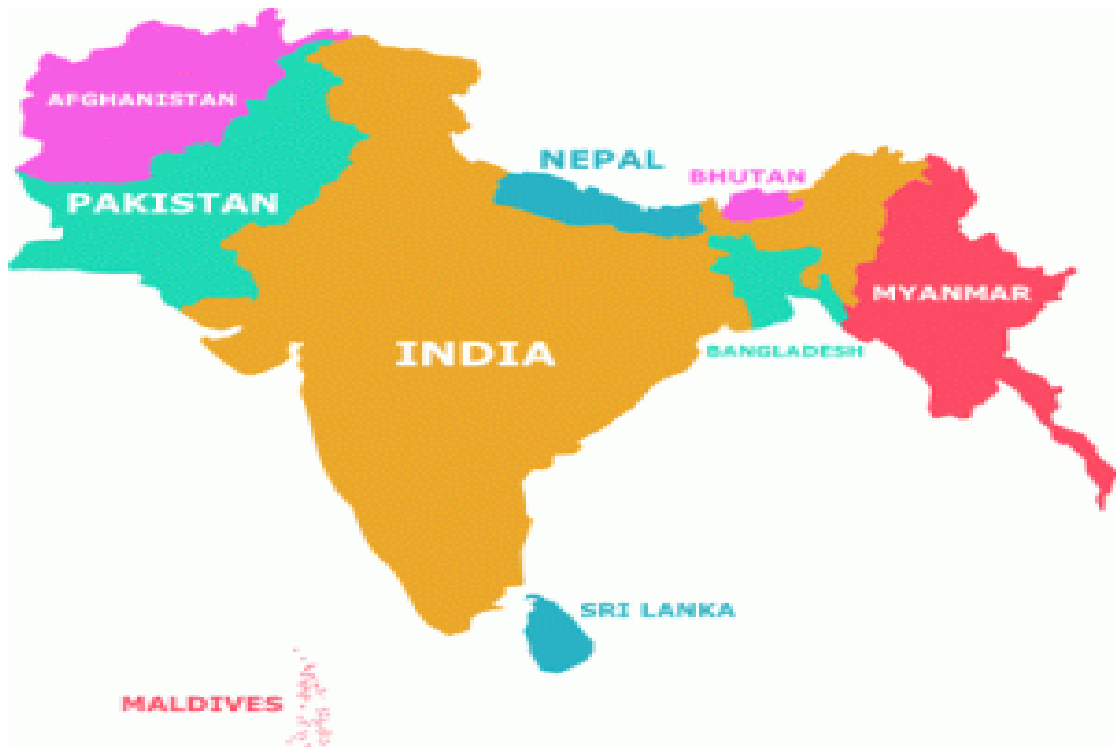 AFGHANISTAN
NEPAL
BHUTAN
PAKISTAN
MYANMAR
INDIA
BANGLADESH
SRI LANKA
MALDIVES